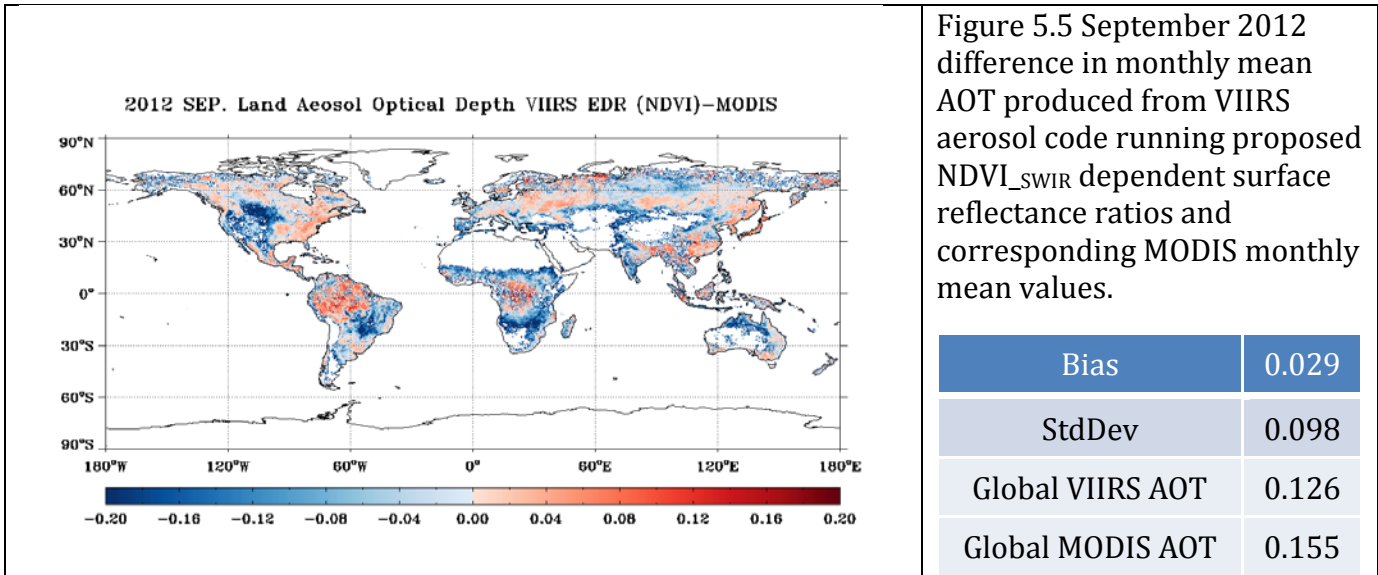 2012 SEP. Land Aeosol Optical Depth VIIRS EDR (NDVI)−MODIS
90°N
60°N
30°N
0°
30°S
60°S
90°S
180°W 120°W 60°W 0° 60°E 120°E 180°E
−0.20 −0.16 −0.12 −0.08 −0.04 0.00 0.04 0.08 0.12 0.16 0.20
Figure 5.5 September 2012
difference in monthly mean
AOT produced from VIIRS
aerosol code running proposed
NDVI_SWIR dependent surface
reflectance ratios and
corresponding MODIS monthly
mean values.
Bias 0.029
StdDev 0.098
Global VIIRS AOT 0.126
Global MODIS AOT 0.155